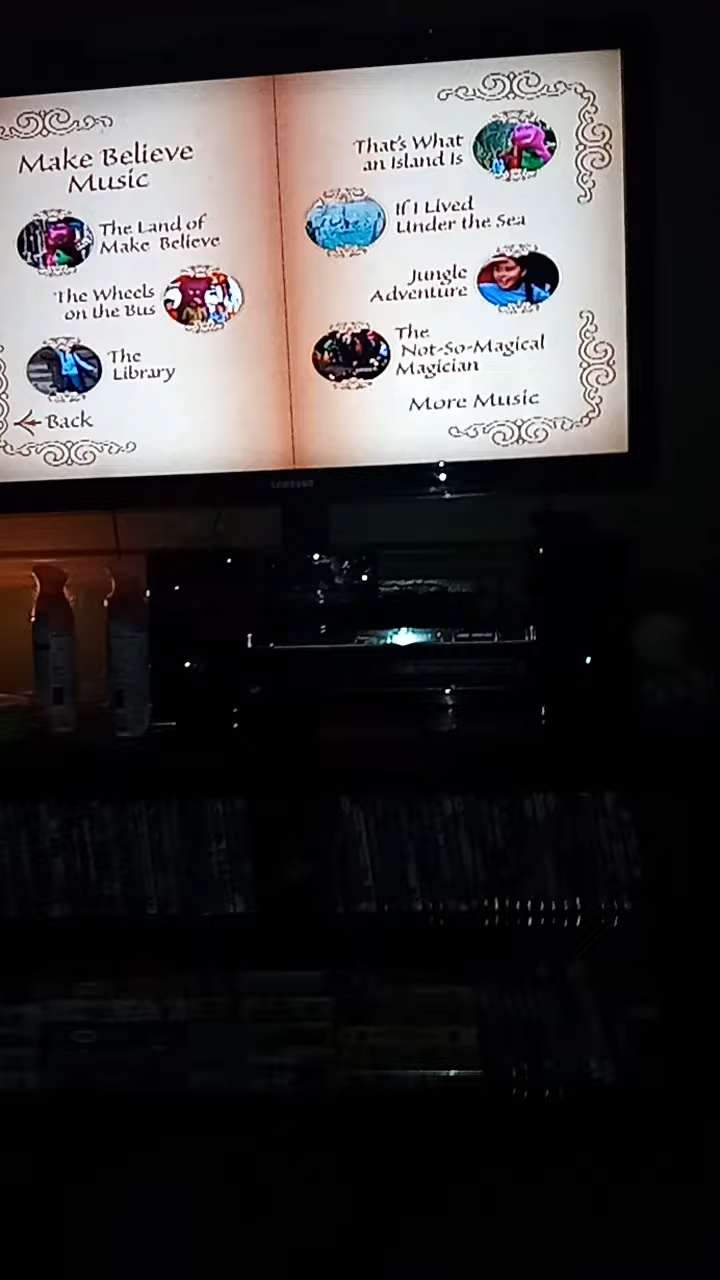 Make Believe
Music
The Land of
Make Believe
The Wheels
on the Bus
The
Library
Back
That's What
an Island Is
If I Lived
Under the Sea
Jungle
Adventure
The
Not-So-Magical
Magician
More Music
SAMSUNG